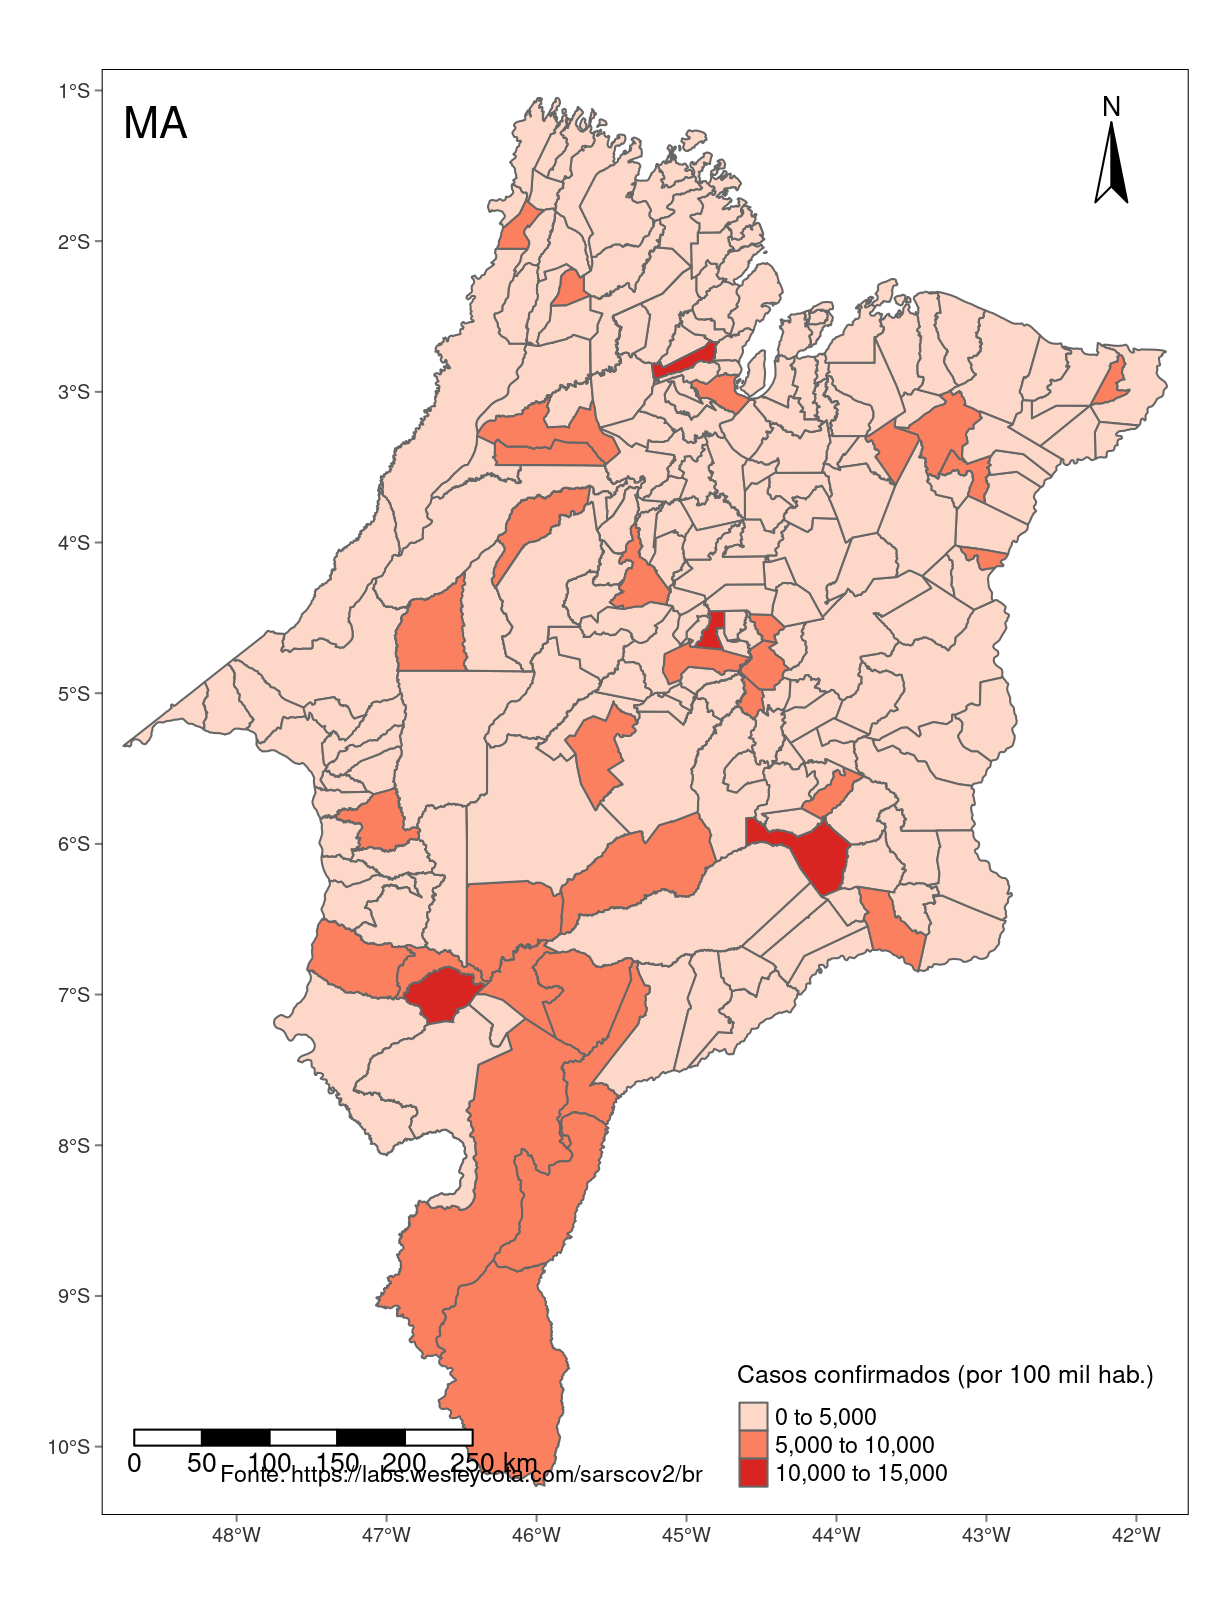 MA
N
1°S
2°S
3°S
4°S
5°S
6°S
7°S
8°S
9°S
10°S
Casos confirmados (por 100 mil hab.)
0 to 5,000
5,000 to 10,000
10,000 to 15,000
0 50 100 150 200 250 km
Fonte: https://labs.wesleycota.com/sarscov2/br
48°W 47°W 46°W 45°W 44°W 43°W 42°W